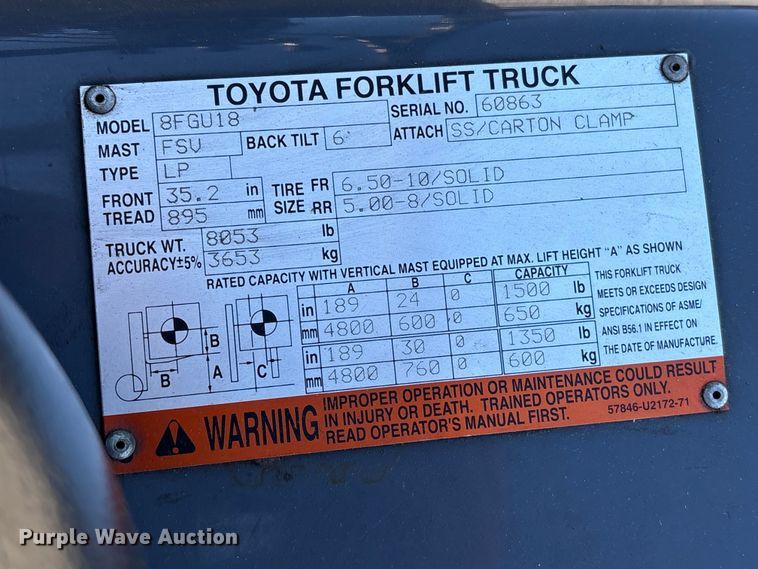 TOYOTA FORKLIFT TRUCK
MODEL 8FGU18 SERIAL NO. 60863
MAST FSV BACK TILT 6° ATTACH SS/CARTON CLAMP
TYPE LP
FRONT TREAD 35.2 in TIRE SIZE FR 6.50-10/SOLID
895 mm RR 5.00-8/SOLID
TRUCK WT. 8053 lb
ACCURACY±5% 3653 kg
RATED CAPACITY WITH VERTICAL MAST EQUIPPED AT MAX. LIFT HEIGHT "A" AS SHOWN
A B C CAPACITY
in 189 24 0 1500 lb
mm 4800 600 0 650 kg
in 189 30 0 1350 lb
mm 4800 760 0 600 kg
THIS FORKLIFT TRUCK
MEETS OR EXCEEDS DESIGN
SPECIFICATIONS OF ASME/
ANSI B56.1 IN EFFECT ON
THE DATE OF MANUFACTURE.
B
B
A
C
WARNING
IMPROPER OPERATION OR MAINTENANCE COULD RESULT
IN INJURY OR DEATH. TRAINED OPERATORS ONLY.
READ OPERATOR'S MANUAL FIRST.
57846-U2172-71
Purple Wave Auction